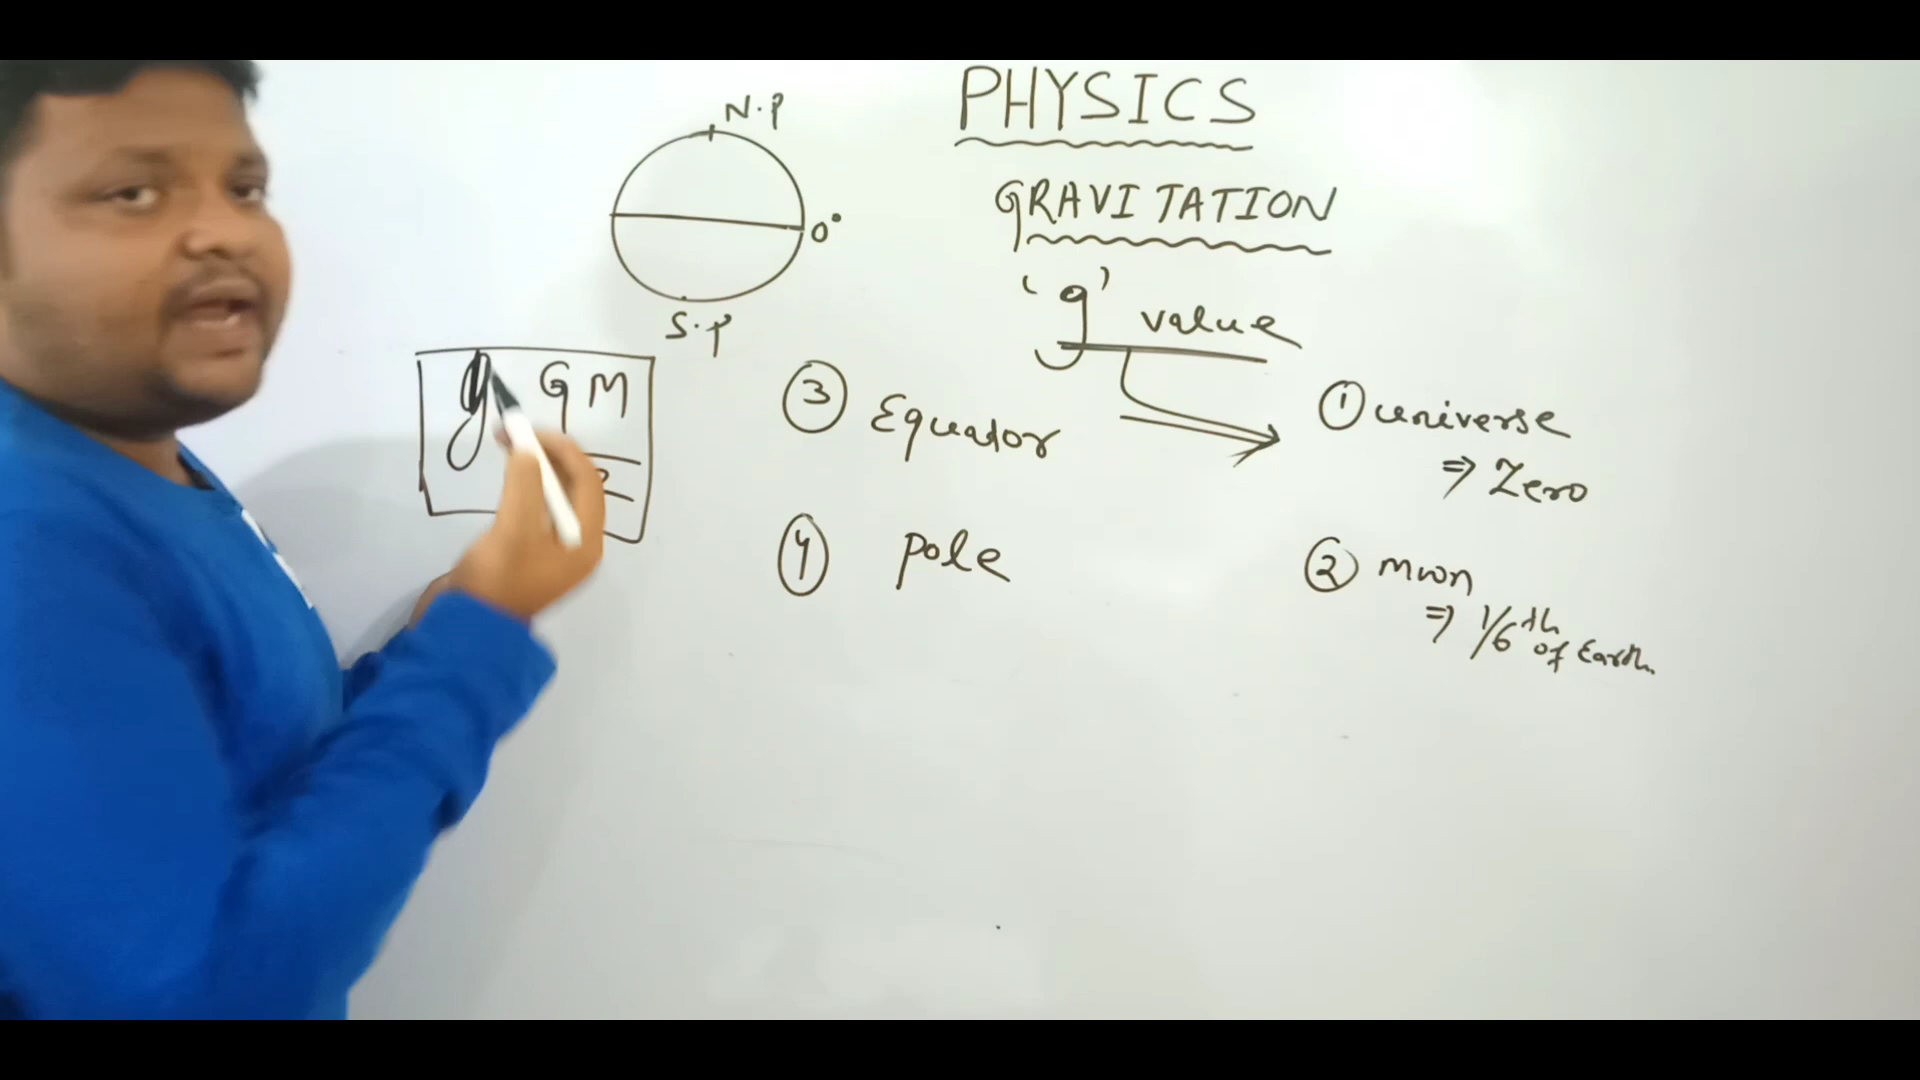 PHYSICS
GRAVITATION
'g' value
N.P
0°
S.P
g GM
③ Equator
④ pole
① universe
⇒ Zero
② moon
⇒ 1/6th of Earth.